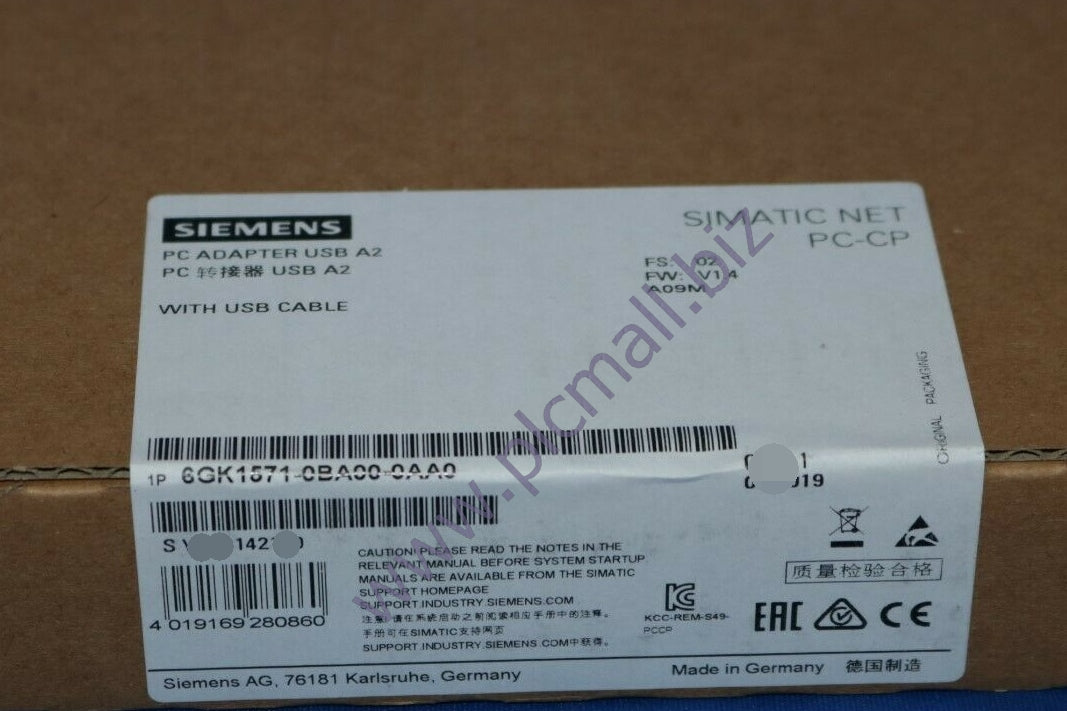 SIEMENS
PC ADAPTER USB A2
PC 转接器 USB A2
WITH USB CABLE
SIMATIC NET
PC-CP
FS: 02
FW: V1.4
A09M
ORIGINAL PACKAGING
1P 6GK1571-0BA00-0AA0
S
4 019169 280860
CAUTION! PLEASE READ THE NOTES IN THE
RELEVANT MANUAL BEFORE SYSTEM STARTUP
MANUALS ARE AVAILABLE FROM THE SIMATIC
SUPPORT HOMEPAGE
SUPPORT.INDUSTRY.SIEMENS.COM
注意!请在系统启动之前阅读相应手册中的注释。
手册可在SIMATIC支持网页
SUPPORT.INDUSTRY.SIEMENS.COM中获得。
质量检验合格
KCC-REM-S49-
PCCP
EAC
CE
Siemens AG, 76181 Karlsruhe, Germany
Made in Germany 德国制造
www.plcmall.biz